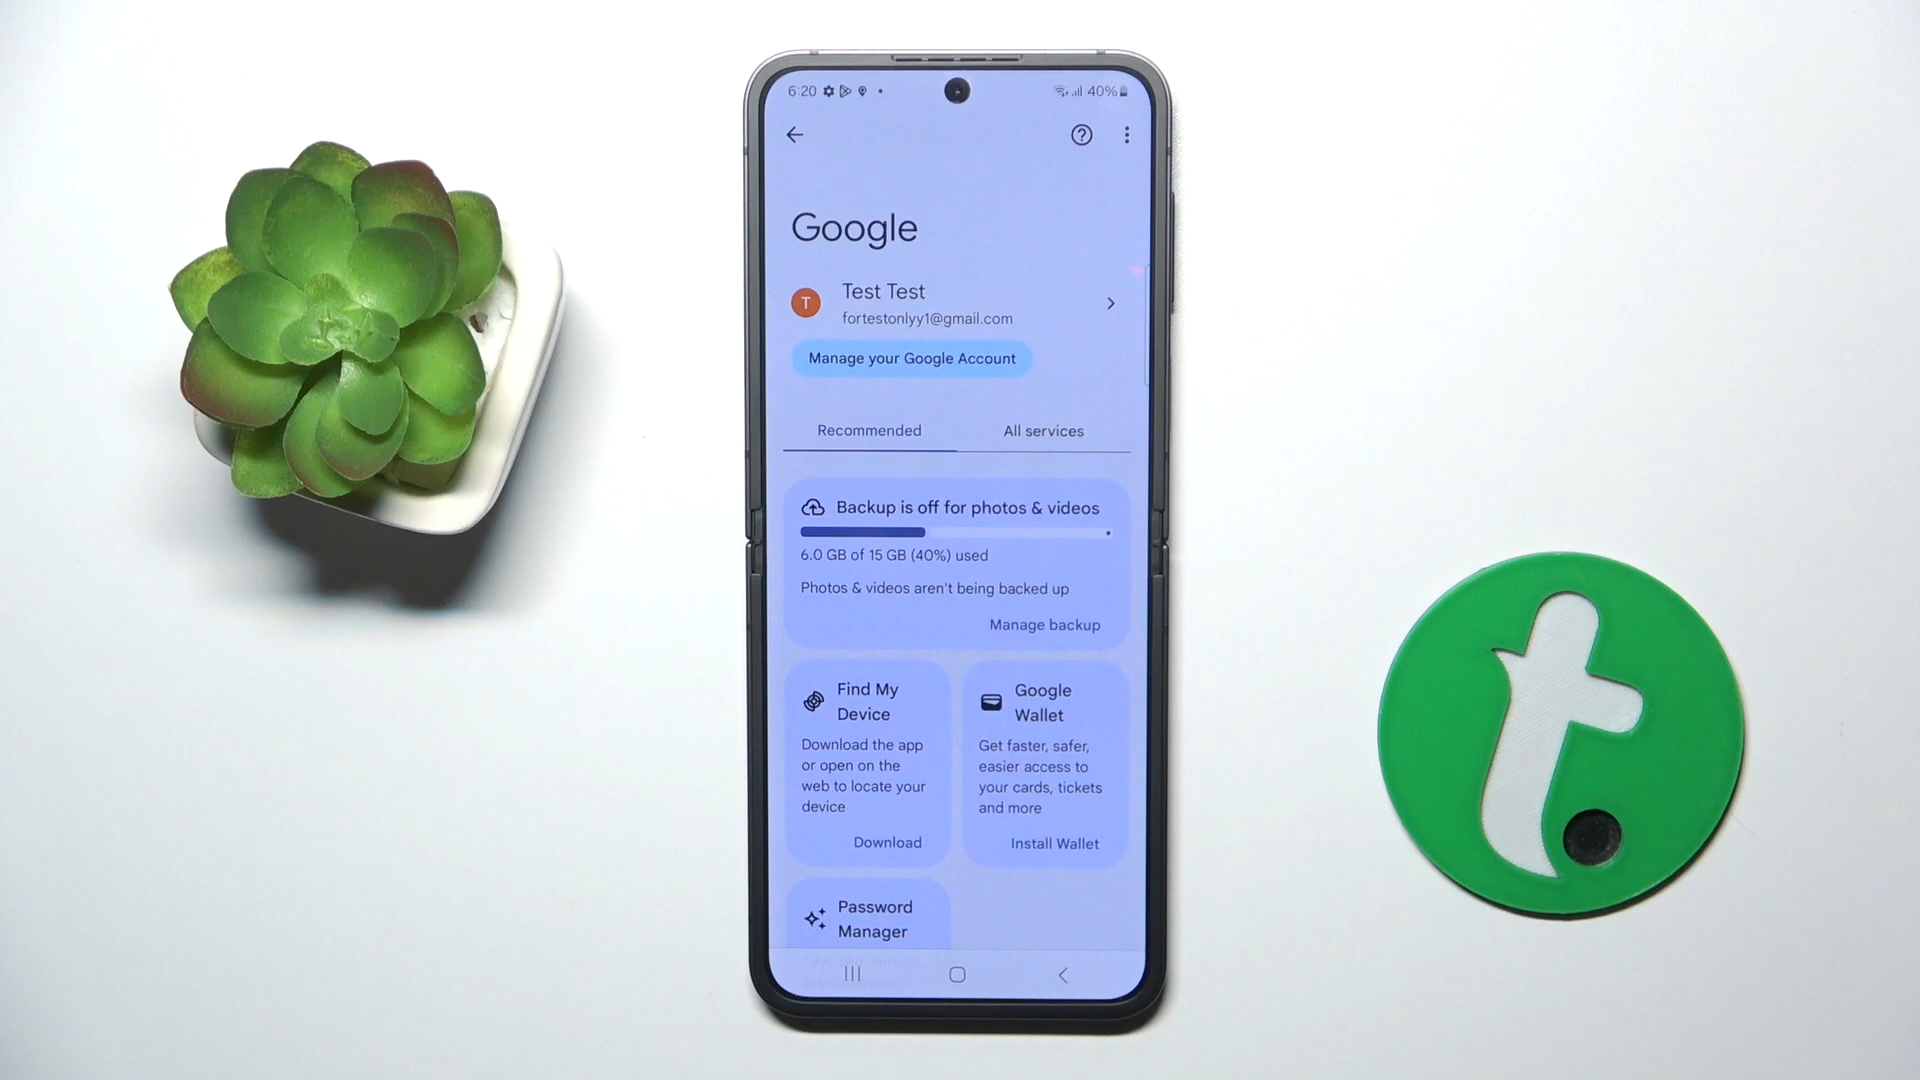 6:20
40%
Google
T
Test Test
fortestonlyy1@gmail.com
Manage your Google Account
Recommended
All services
Backup is off for photos & videos
6.0 GB of 15 GB (40%) used
Photos & videos aren't being backed up
Manage backup
Find My
Device
Download the app
or open on the
web to locate your
device
Download
Google
Wallet
Get faster, safer,
easier access to
your cards, tickets
and more
Install Wallet
Password
Manager
t